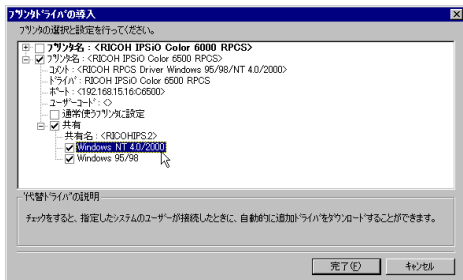 プリンタドライバの導入
プリンタの選択と設定を行ってください。
プリンタ名 : <RICOH IPSiO Color 6000 RPCS>
プリンタ名 : <RICOH IPSiO Color 6000 RPCS>
コメント : <RICOH RPCS Driver Windows 95/98/NT 4.0/2000>
ドライバ : RICOH IPSiO Color 6000 RPCS
ポート : <192.168.15.16:C6500>
ユーザーコード : <>
通常使うプリンタに設定
共有
共有名 : <RICOHIPS.2>
Windows NT 4.0/2000
Windows 95/98
'代替ドライバ'の説明
チェックをすると、指定したシステムのユーザーが接続したときに、自動的に追加ドライバをダウンロードすることができます。
完了(F)
キャンセル